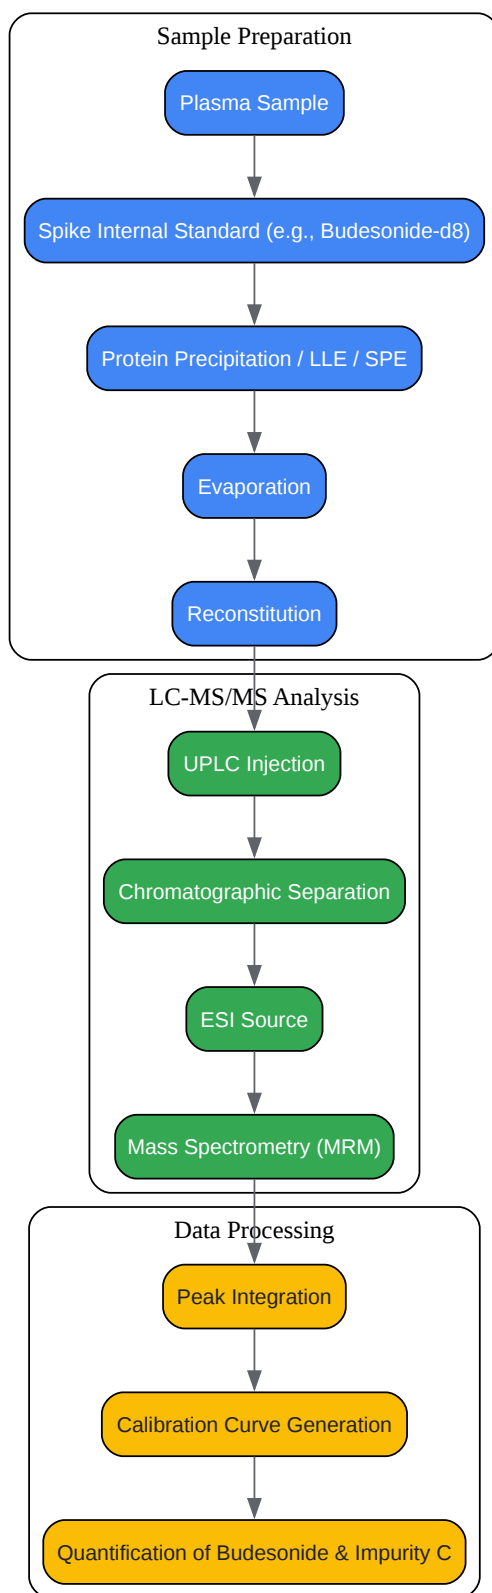 Sample Preparation
Plasma Sample
Spike Internal Standard (e.g., Budesonide-d8)
Protein Precipitation / LLE / SPE
Evaporation
Reconstitution
LC-MS/MS Analysis
UPLC Injection
Chromatographic Separation
ESI Source
Mass Spectrometry (MRM)
Data Processing
Peak Integration
Calibration Curve Generation
Quantification of Budesonide & Impurity C